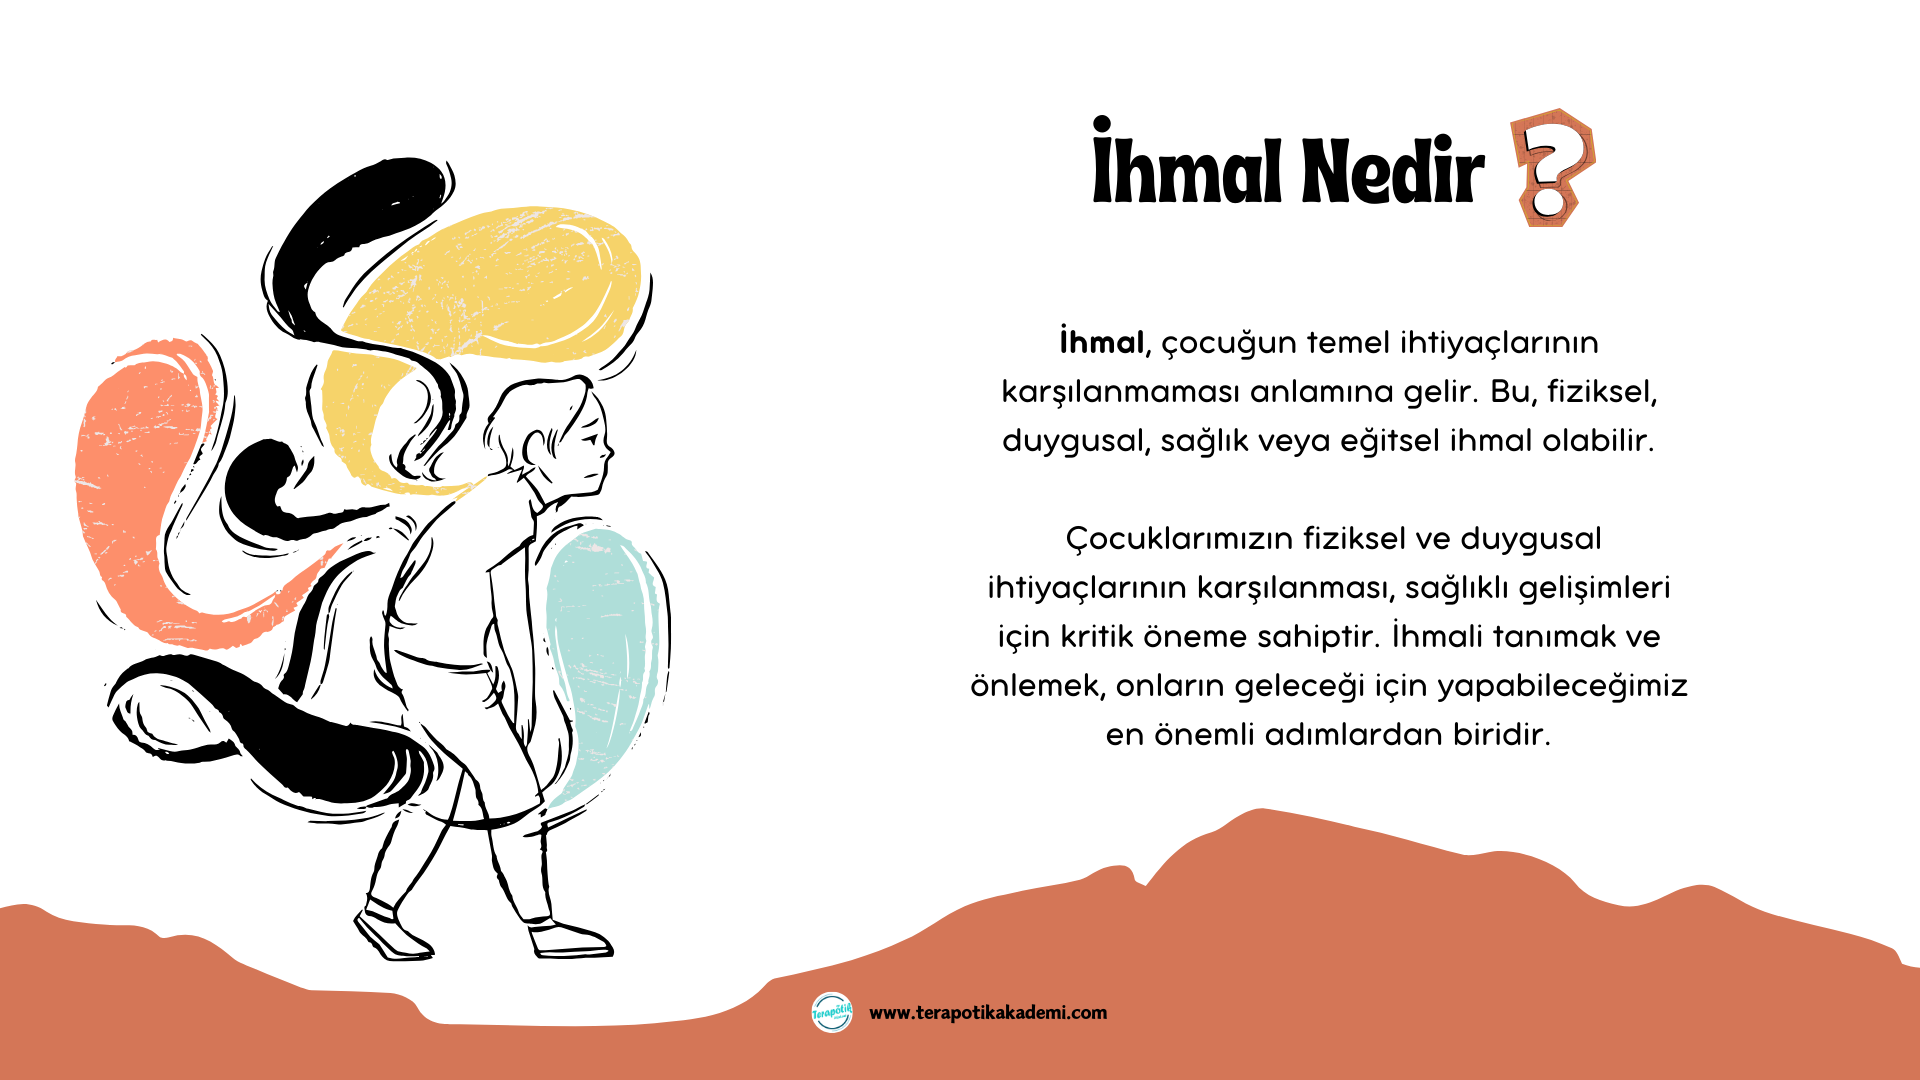 İhmal Nedir ?
İhmal, çocuğun temel ihtiyaçlarının
karşılanmaması anlamına gelir. Bu, fiziksel,
duygusal, sağlık veya eğitsel ihmal olabilir.
Çocuklarımızın fiziksel ve duygusal
ihtiyaçlarının karşılanması, sağlıklı gelişimleri
için kritik öneme sahiptir. İhmali tanımak ve
önlemek, onların geleceği için yapabileceğimiz
en önemli adımlardan biridir.
Terapötik
www.terapotikakademi.com